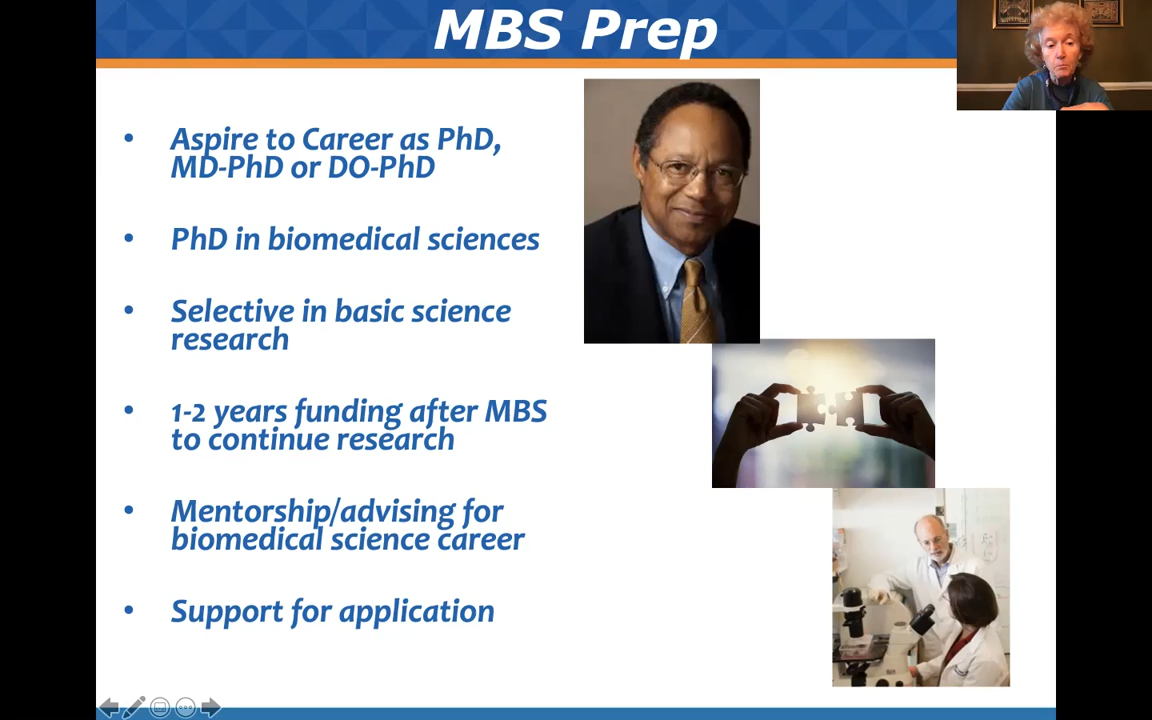 MBS Prep
• Aspire to Career as PhD,
MD-PhD or DO-PhD
• PhD in biomedical sciences
• Selective in basic science
research
• 1-2 years funding after MBS
to continue research
• Mentorship/advising for
biomedical science career
• Support for application